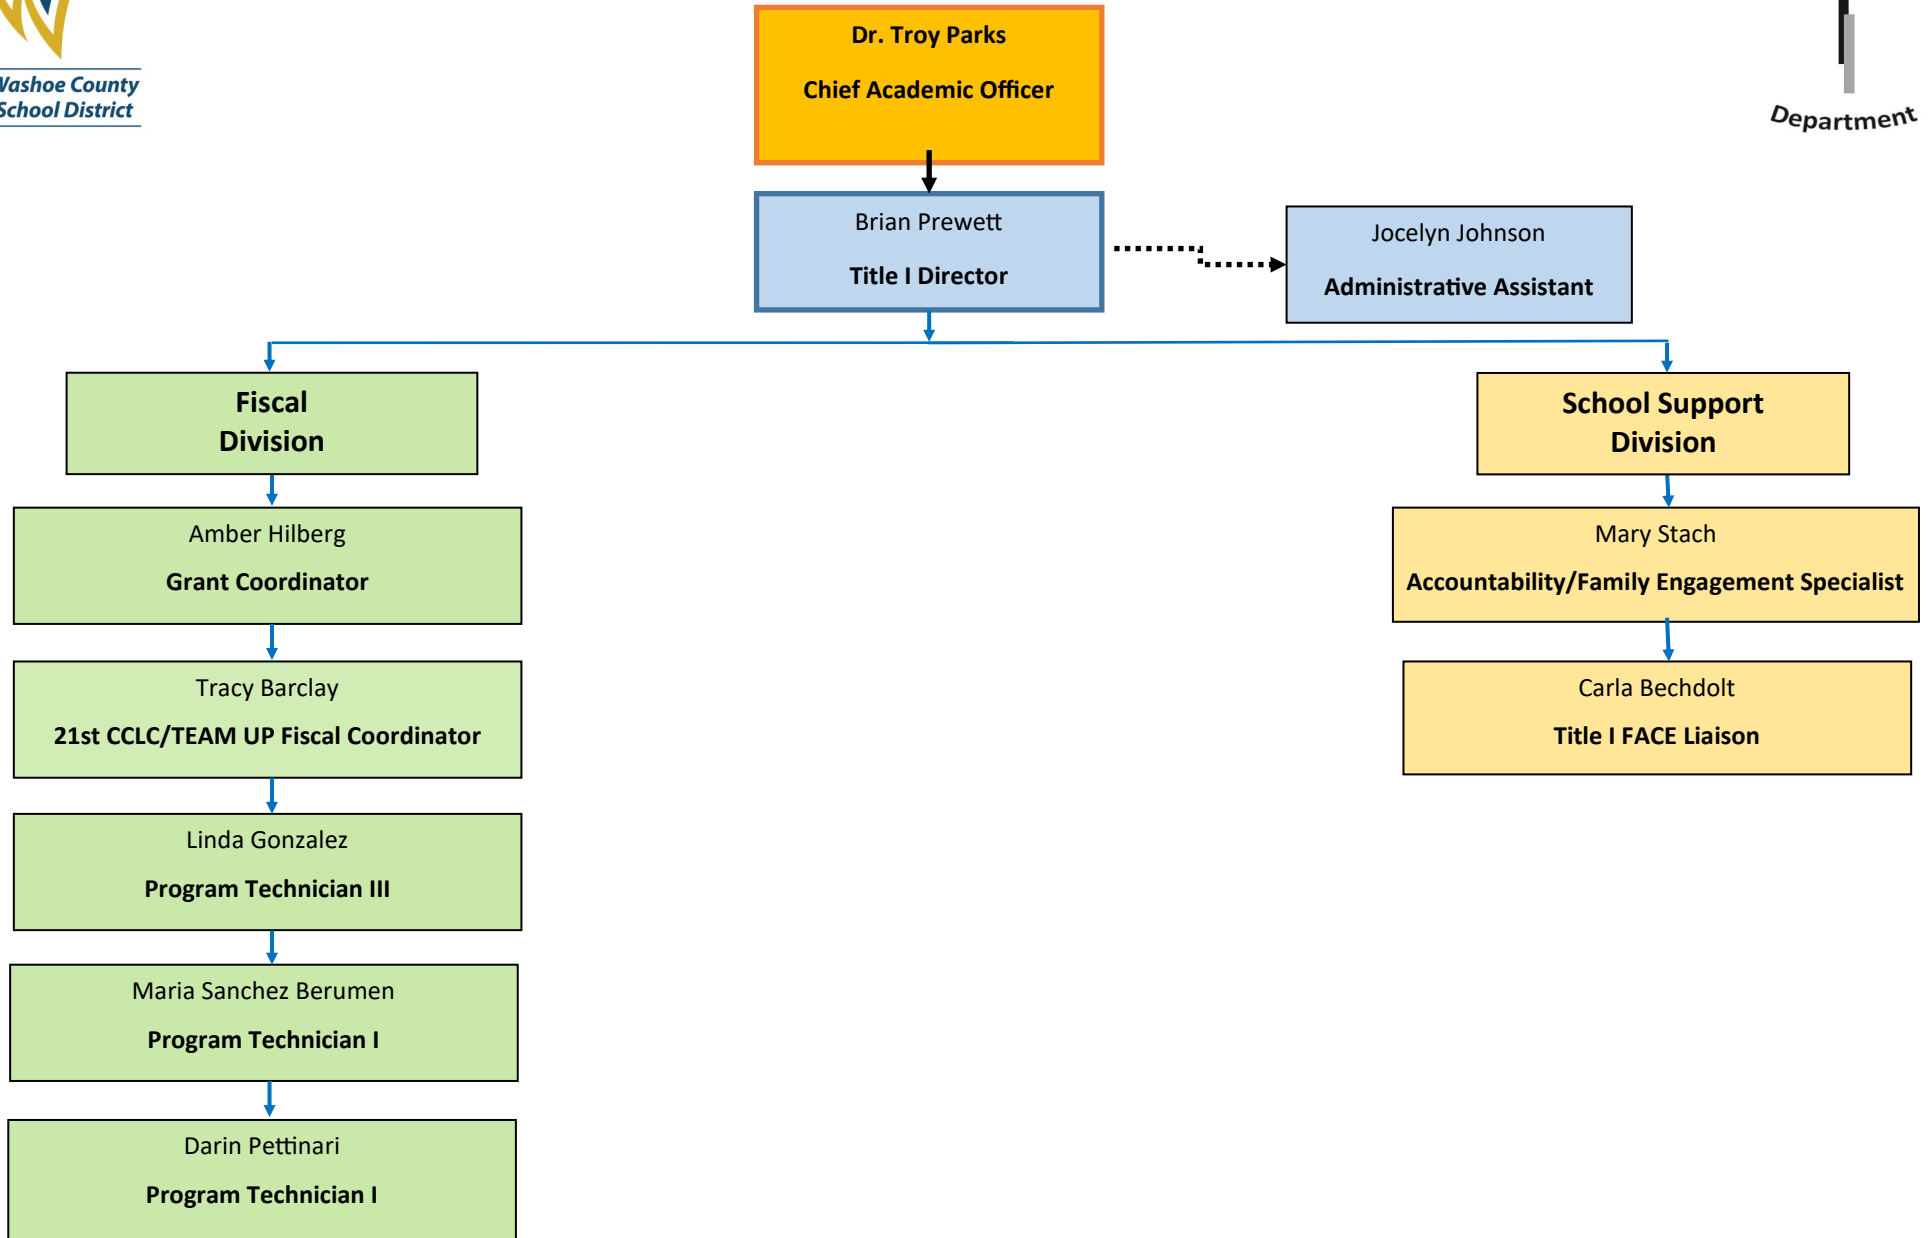 Washoe County
School District
Dr. Troy Parks
Chief Academic Officer
Department
Brian Prewett
Title I Director
Jocelyn Johnson
Administrative Assistant
Fiscal
Division
School Support
Division
Amber Hilberg
Grant Coordinator
Mary Stach
Accountability/Family Engagement Specialist
Tracy Barclay
21st CCLC/TEAM UP Fiscal Coordinator
Carla Bechdolt
Title I FACE Liaison
Linda Gonzalez
Program Technician III
Maria Sanchez Berumen
Program Technician I
Darin Pettinari
Program Technician I